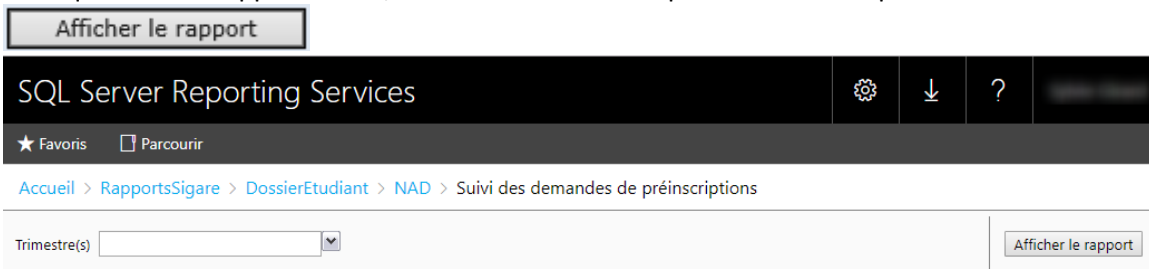 Afficher le rapport
SQL Server Reporting Services
?
★ Favoris Parcourir
Accueil > RapportsSigare > DossierEtudiant > NAD > Suivi des demandes de préinscriptions
Trimestre(s)
Afficher le rapport